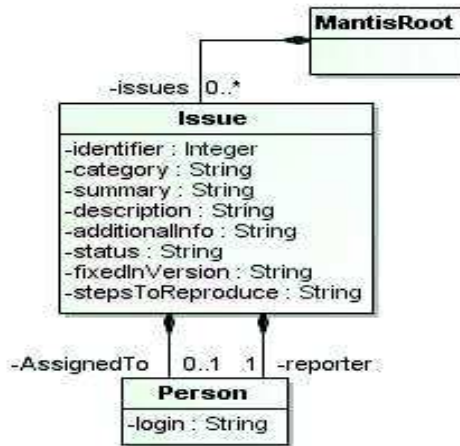 MantisRoot
-issues 0..*
Issue
-identifier : Integer
-category : String
-summary : String
-description : String
-additionalInfo : String
-status : String
-fixedInVersion : String
-stepsToReproduce : String
-AssignedTo 0..1 1 -reporter
Person
-login : String